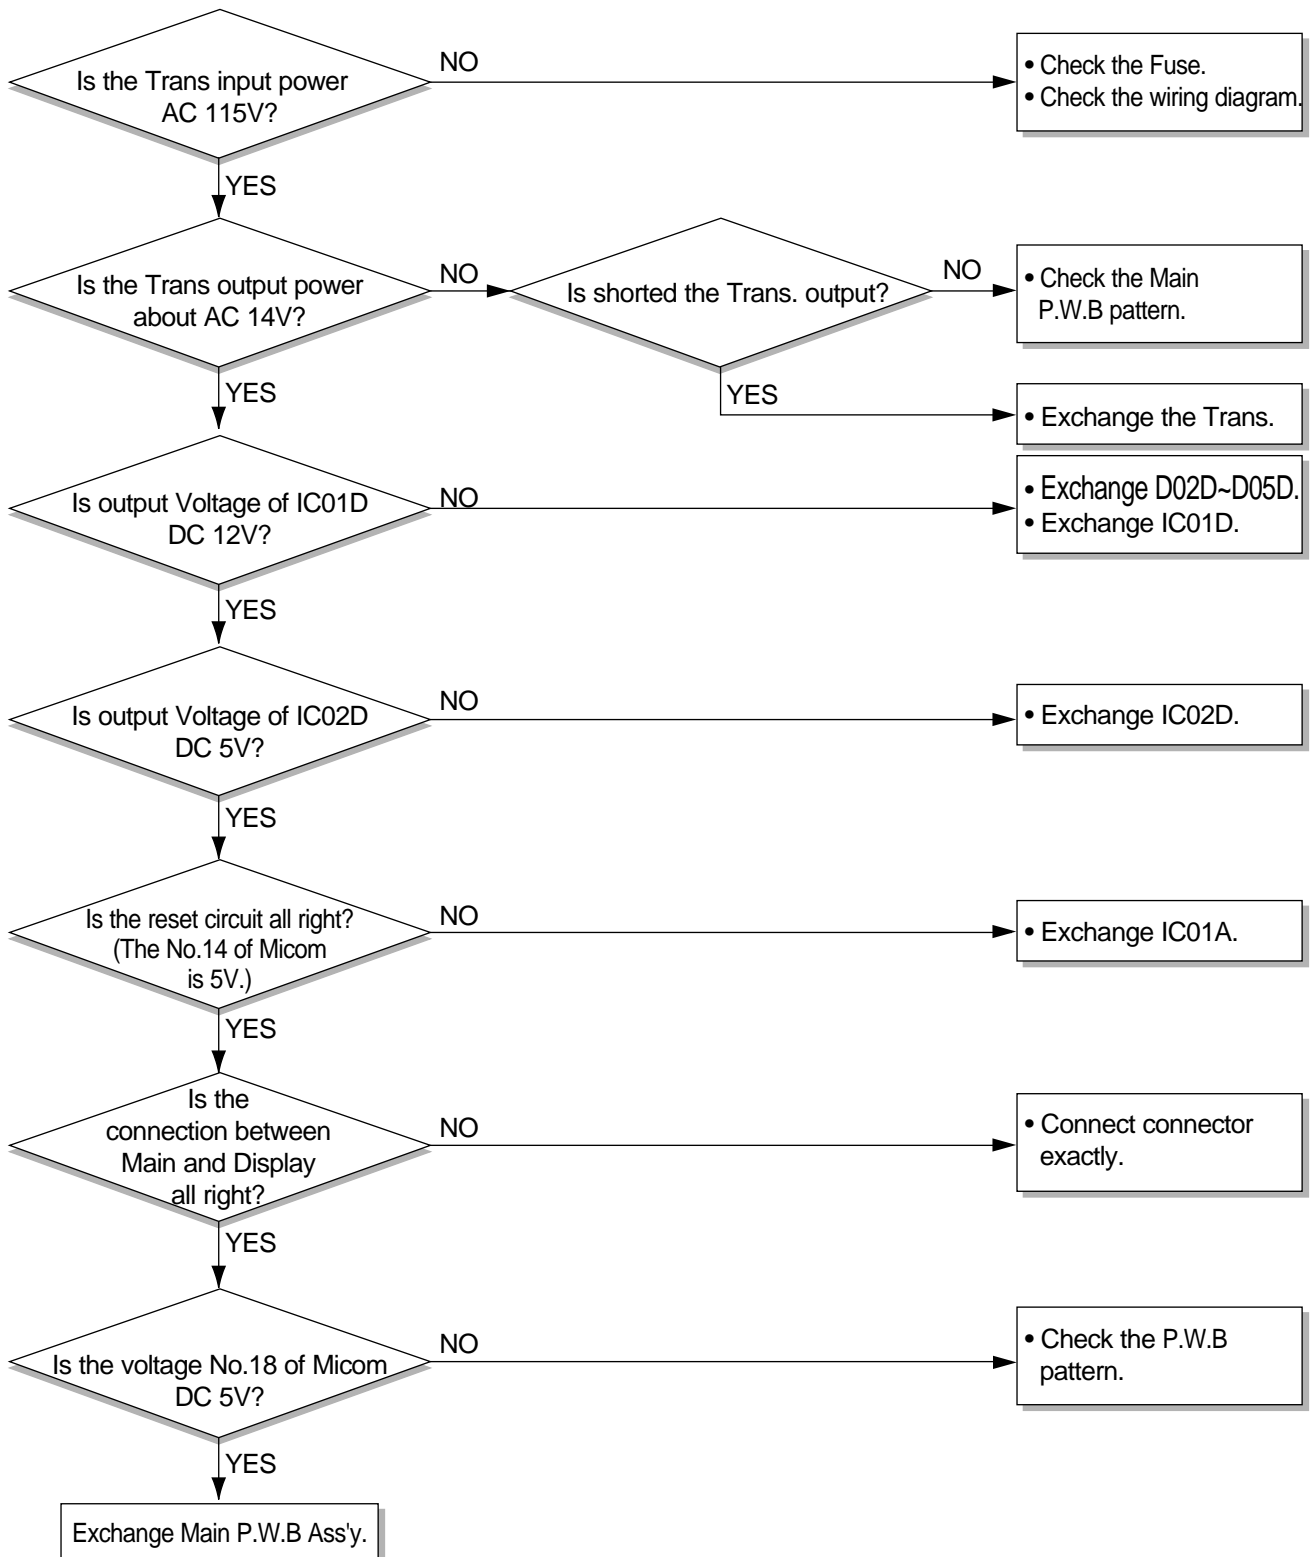 Is the Trans input power
AC 115V?
NO
• Check the Fuse.
• Check the wiring diagram.
YES
Is the Trans output power
about AC 14V?
NO
Is shorted the Trans. output?
NO
• Check the Main
P.W.B pattern.
YES
YES
• Exchange the Trans.
Is output Voltage of IC01D
DC 12V?
NO
• Exchange D02D~D05D.
• Exchange IC01D.
YES
Is output Voltage of IC02D
DC 5V?
NO
• Exchange IC02D.
YES
Is the reset circuit all right?
(The No.14 of Micom
is 5V.)
NO
• Exchange IC01A.
YES
Is the
connection between
Main and Display
all right?
NO
• Connect connector
exactly.
YES
Is the voltage No.18 of Micom
DC 5V?
NO
• Check the P.W.B
pattern.
YES
Exchange Main P.W.B Ass'y.